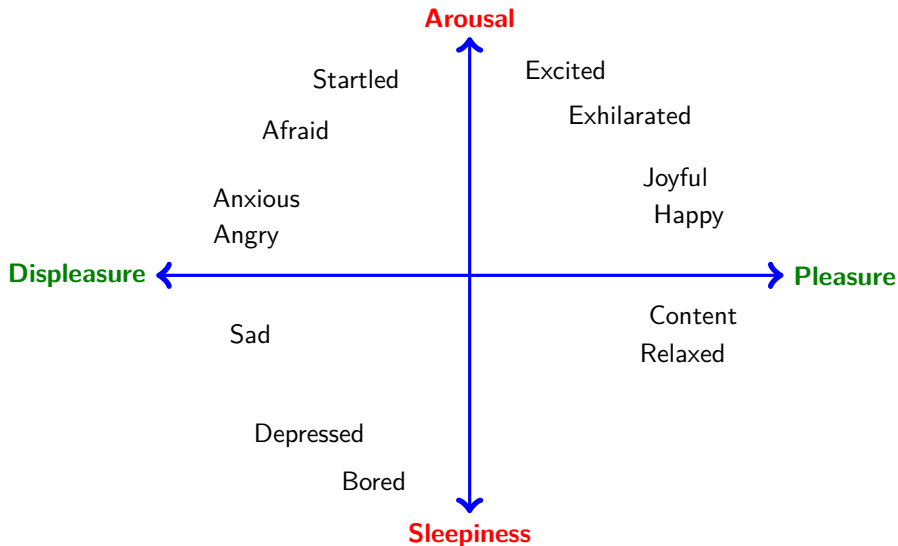 Arousal
Excited
Startled
Exhilarated
Afraid
Joyful
Anxious
Happy
Angry
Displeasure
Pleasure
Content
Sad
Relaxed
Depressed
Bored
Sleepiness